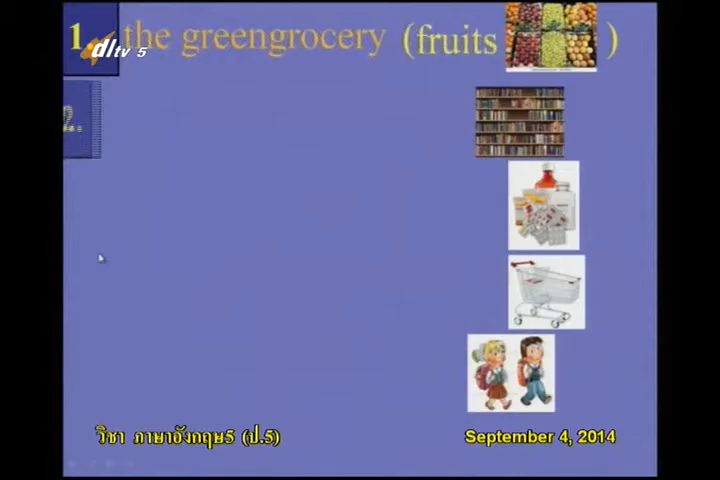 1. the greengrocery (fruits )
dltv 5
2.
วิชา ภาษาอังกฤษ5 (ป.5)
September 4, 2014